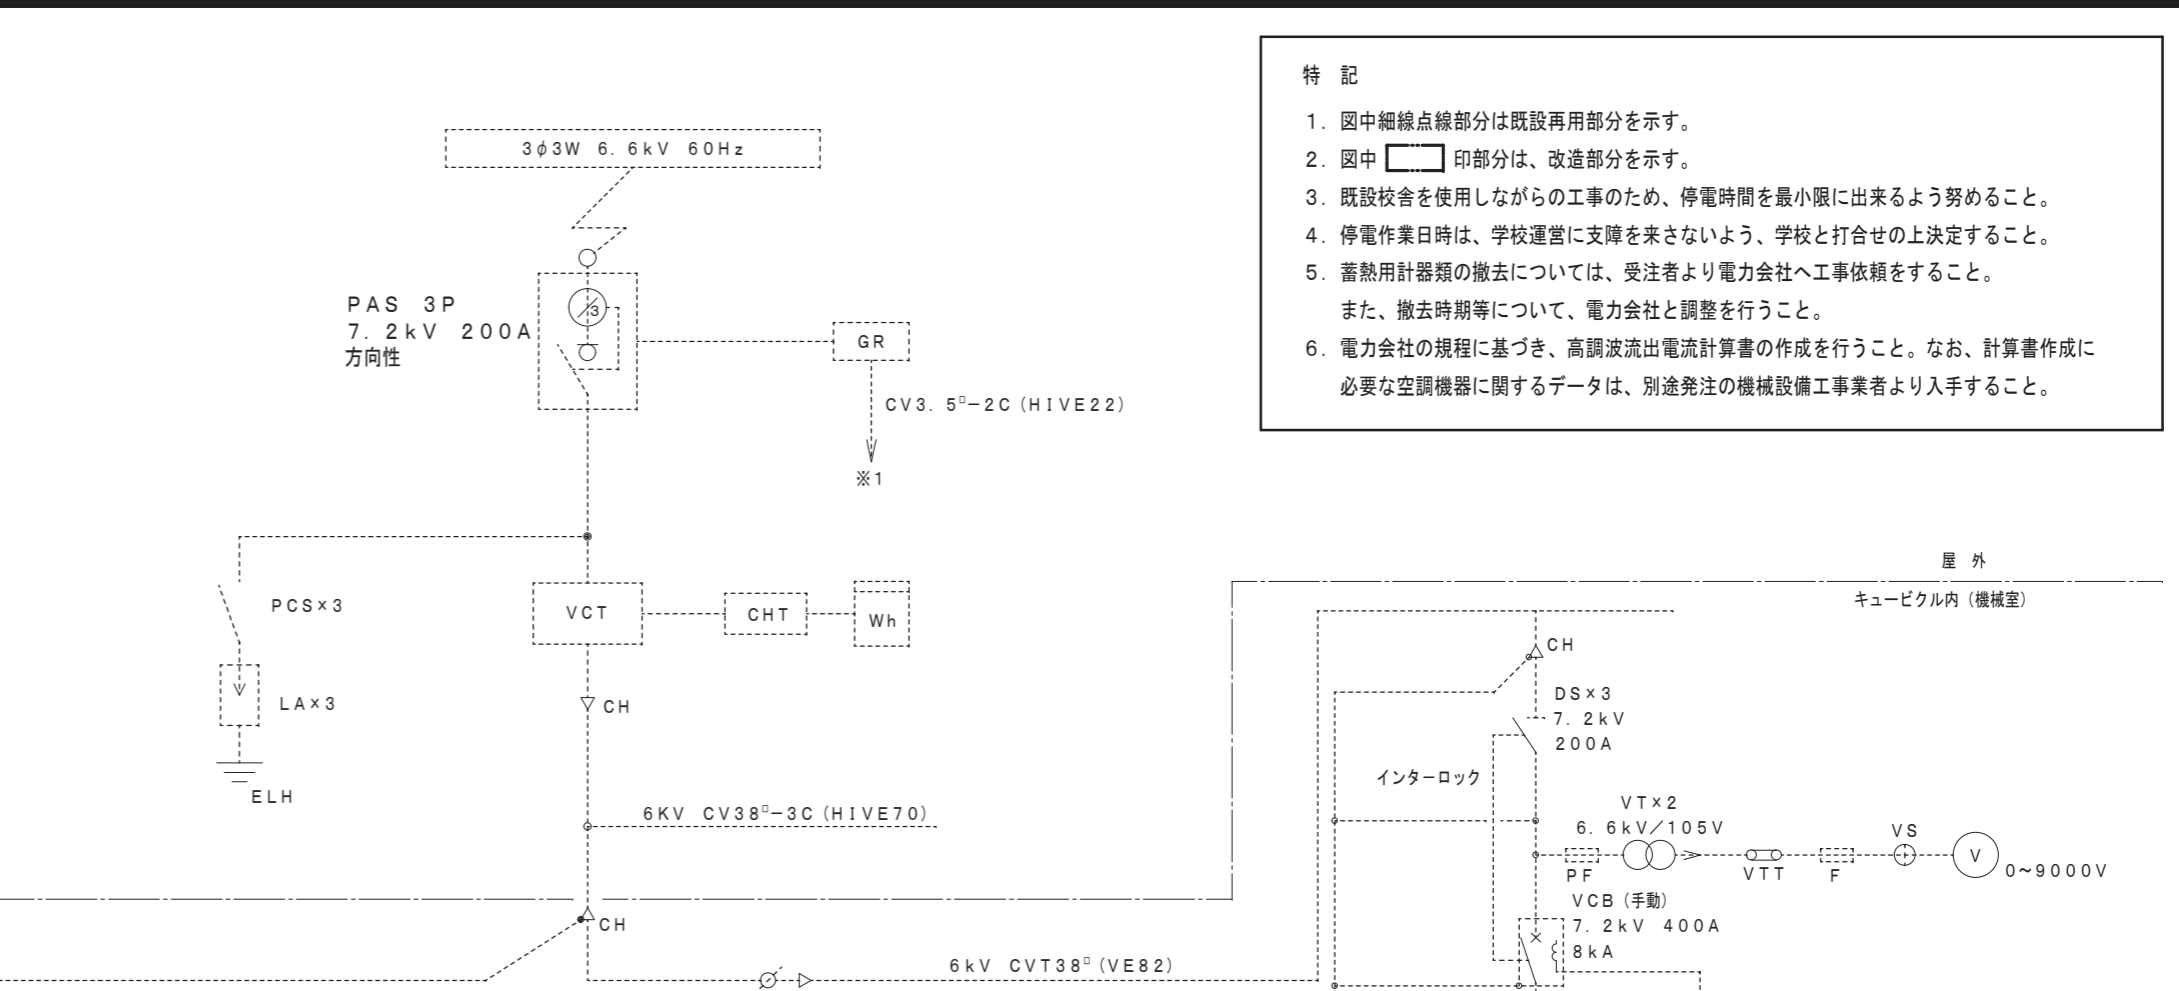 特 記
1. 図中細線点線部分は既設再用部分を示す。
2. 図中 印部分は、改造部分を示す。
3. 既設校舎を使用しながらの工事のため、停電時間を最小限に出来るよう努めること。
4. 停電作業日時は、学校運営に支障を来さないよう、学校と打合せの上決定すること。
5. 蓄熱用計器類の撤去については、受注者より電力会社へ工事依頼をすること。
また、撤去時期等について、電力会社と調整を行うこと。
6. 電力会社の規程に基づき、高調波流出電流計算書の作成を行うこと。なお、計算書作成に
必要な空調機器に関するデータは、別途発注の機械設備工事業者より入手すること。
3φ3W 6.6kV 60Hz
PAS 3P
7.2kV 200A
方向性
3
GR
CV3.5□-2C(HIVE22)
※1
PCS×3
VCT
CHT
Wh
LA×3
ELH
CH
6KV CV38□-3C(HIVE70)
CH
6kV CVT38□(VE82)
屋 外
キュービクル内(機械室)
CH
DS×3
7.2kV
200A
インターロック
VT×2
6.6kV/105V
PF
VTT
F
VS
V
0~9000V
VCB(手動)
7.2kV 400A
8kA